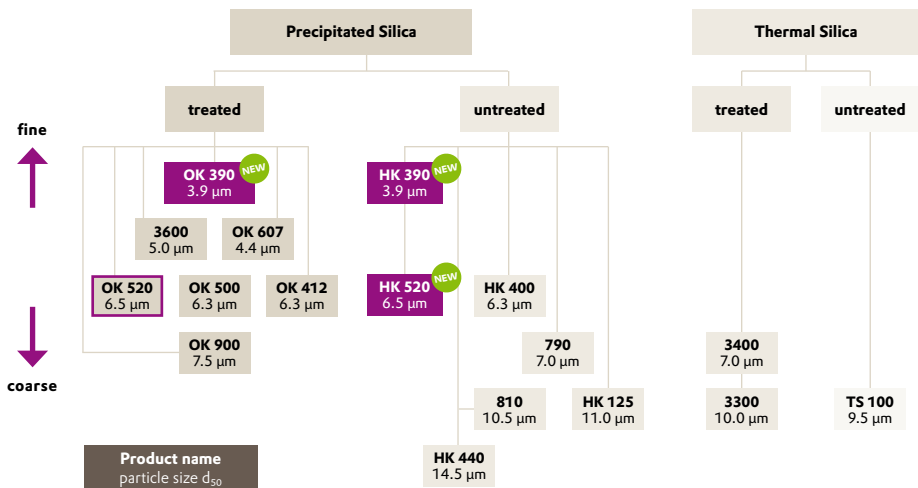 Precipitated Silica
Thermal Silica
treated
untreated
treated
untreated
fine
OK 390
3.9 µm
NEW
HK 390
3.9 µm
NEW
3600
5.0 µm
OK 607
4.4 µm
OK 520
6.5 µm
OK 500
6.3 µm
OK 412
6.3 µm
HK 520
6.5 µm
NEW
HK 400
6.3 µm
OK 900
7.5 µm
790
7.0 µm
3400
7.0 µm
coarse
810
10.5 µm
HK 125
11.0 µm
3300
10.0 µm
TS 100
9.5 µm
HK 440
14.5 µm
Product name
particle size d₅₀